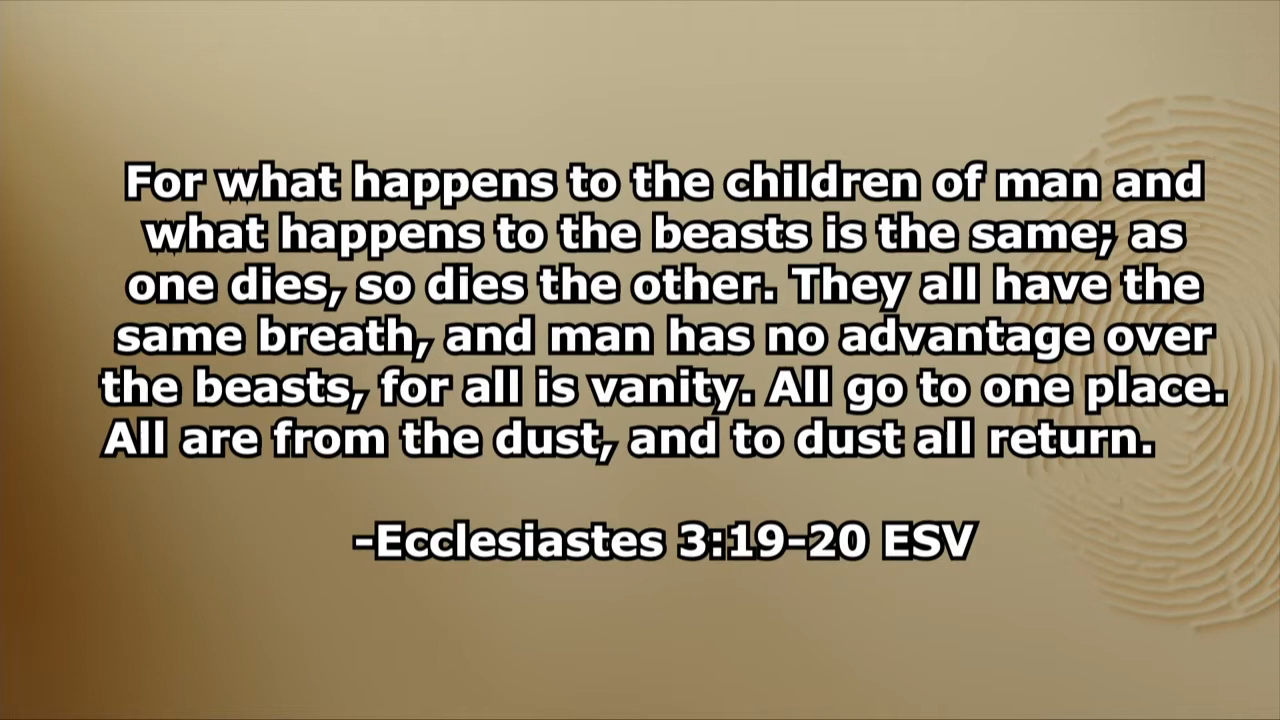 For what happens to the children of man and
what happens to the beasts is the same; as
one dies, so dies the other. They all have the
same breath, and man has no advantage over
the beasts, for all is vanity. All go to one place.
All are from the dust, and to dust all return.
-Ecclesiastes 3:19-20 ESV